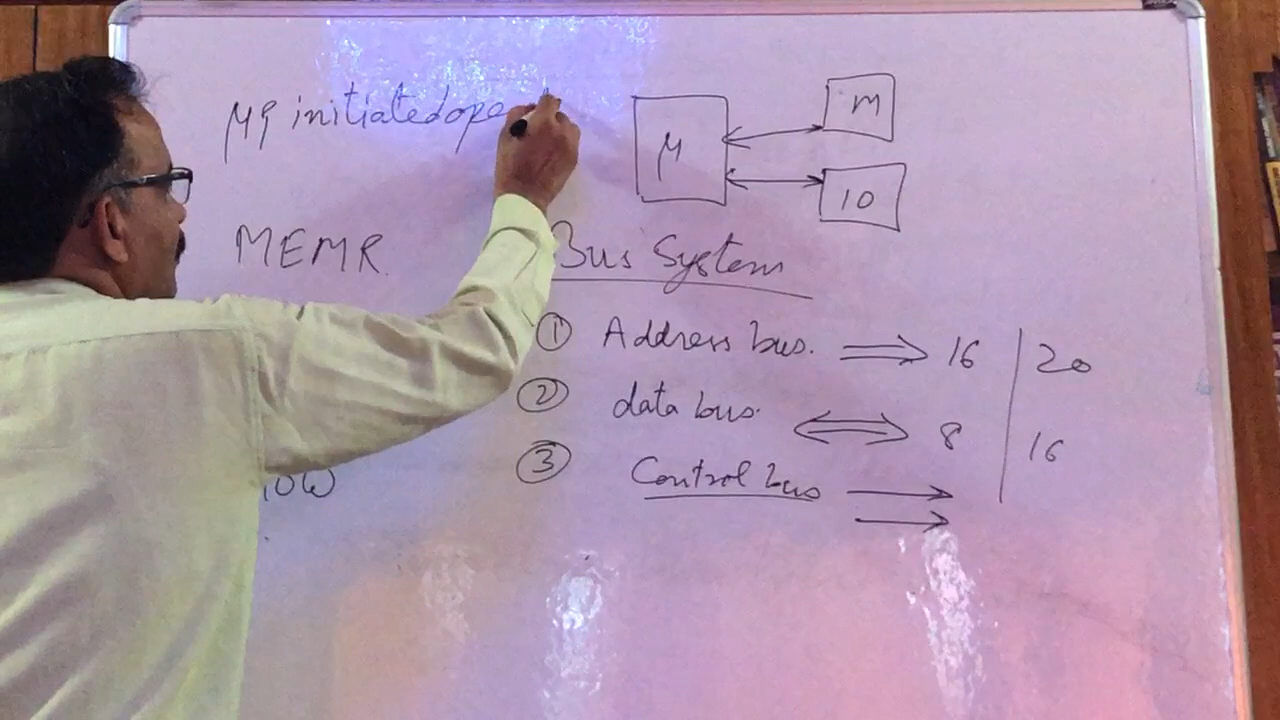 μp initiated ope
M
μ
IO
MEMR
Bus System
① Address bus. ⇒ 16 | 20
② data bus. ⇔ 8 | 16
③ Control bus → →
IOW